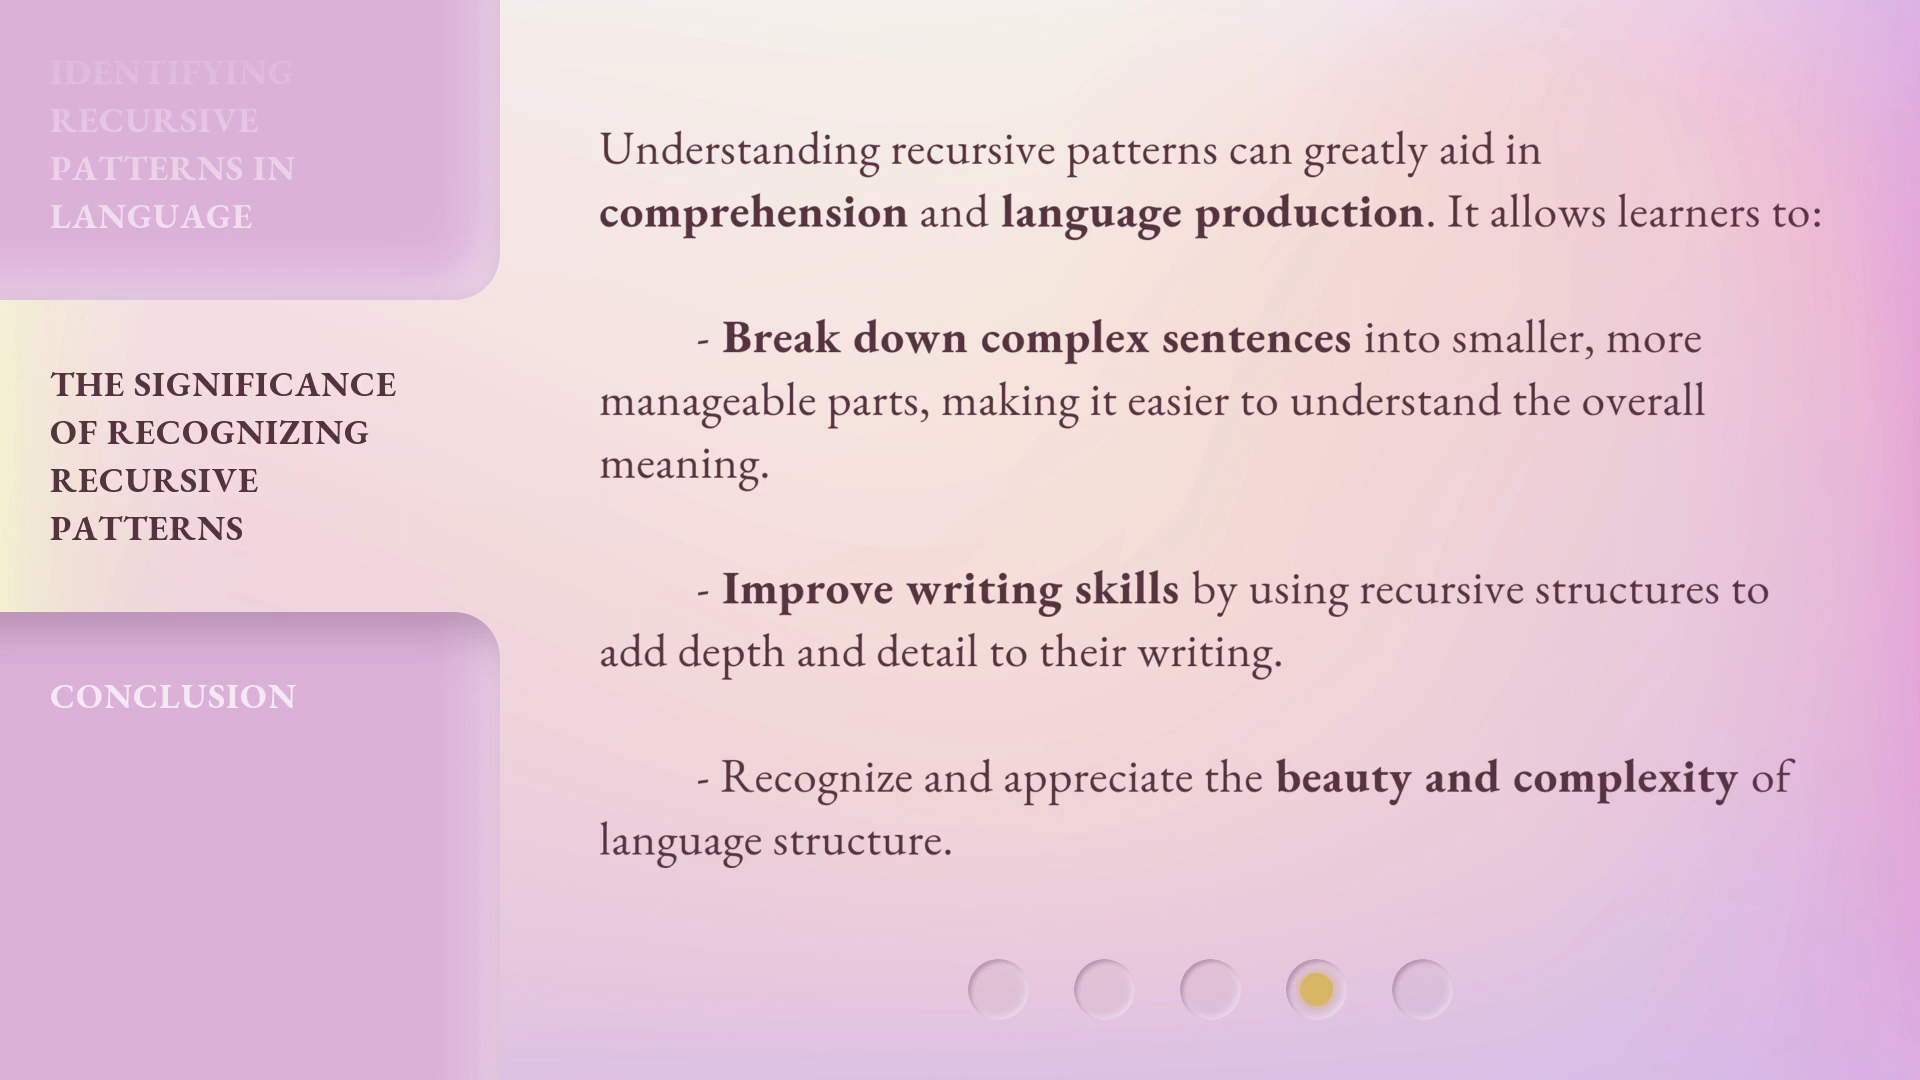 IDENTIFYING
RECURSIVE
PATTERNS IN
LANGUAGE
THE SIGNIFICANCE
OF RECOGNIZING
RECURSIVE
PATTERNS
CONCLUSION
Understanding recursive patterns can greatly aid in
comprehension and language production. It allows learners to:
- Break down complex sentences into smaller, more
manageable parts, making it easier to understand the overall
meaning.
- Improve writing skills by using recursive structures to
add depth and detail to their writing.
- Recognize and appreciate the beauty and complexity of
language structure.